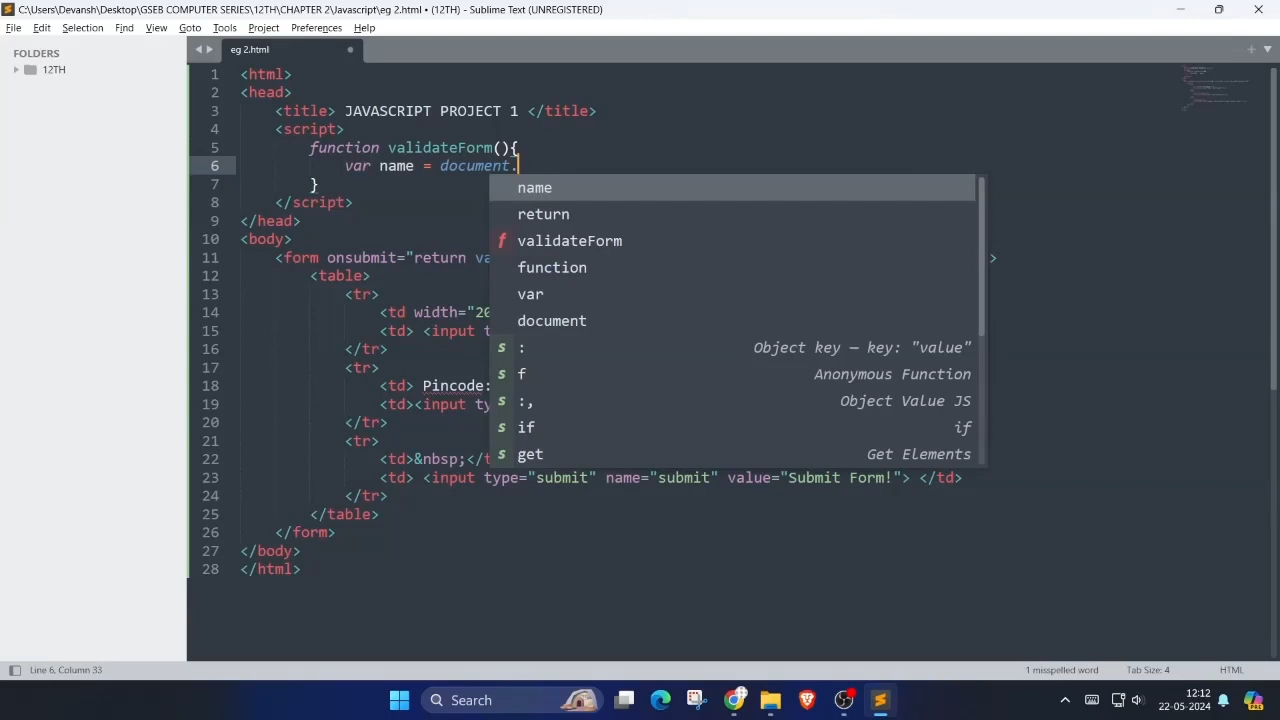 C:\Users\Devansh\Desktop\GSEB COMPUTER SERIES\12TH\CHAPTER 2\Javascript\eg 2.html • (12TH) - Sublime Text (UNREGISTERED)
File Edit Selection Find View Goto Tools Project Preferences Help
FOLDERS
12TH
eg 2.html
1 <html>
2 <head>
3 <title> JAVASCRIPT PROJECT 1 </title>
4 <script>
5 function validateForm(){
6 var name = document.
7 }
8 </script>
9 </head>
10 <body>
11 <form onsubmit="return va >
12 <table>
13 <tr>
14 <td width="20
15 <td> <input t
16 </tr>
17 <tr>
18 <td> Pincode:
19 <td><input ty
20 </tr>
21 <tr>
22 <td>&nbsp;</t
23 <td> <input type="submit" name="submit" value="Submit Form!"> </td>
24 </tr>
25 </table>
26 </form>
27 </body>
28 </html>
name
return
f validateForm
function
var
document
s : Object key — key: "value"
s f Anonymous Function
s :, Object Value JS
s if if
s get Get Elements
Line 6, Column 33 1 misspelled word Tab Size: 4 HTML
Search
12:12
22-05-2024